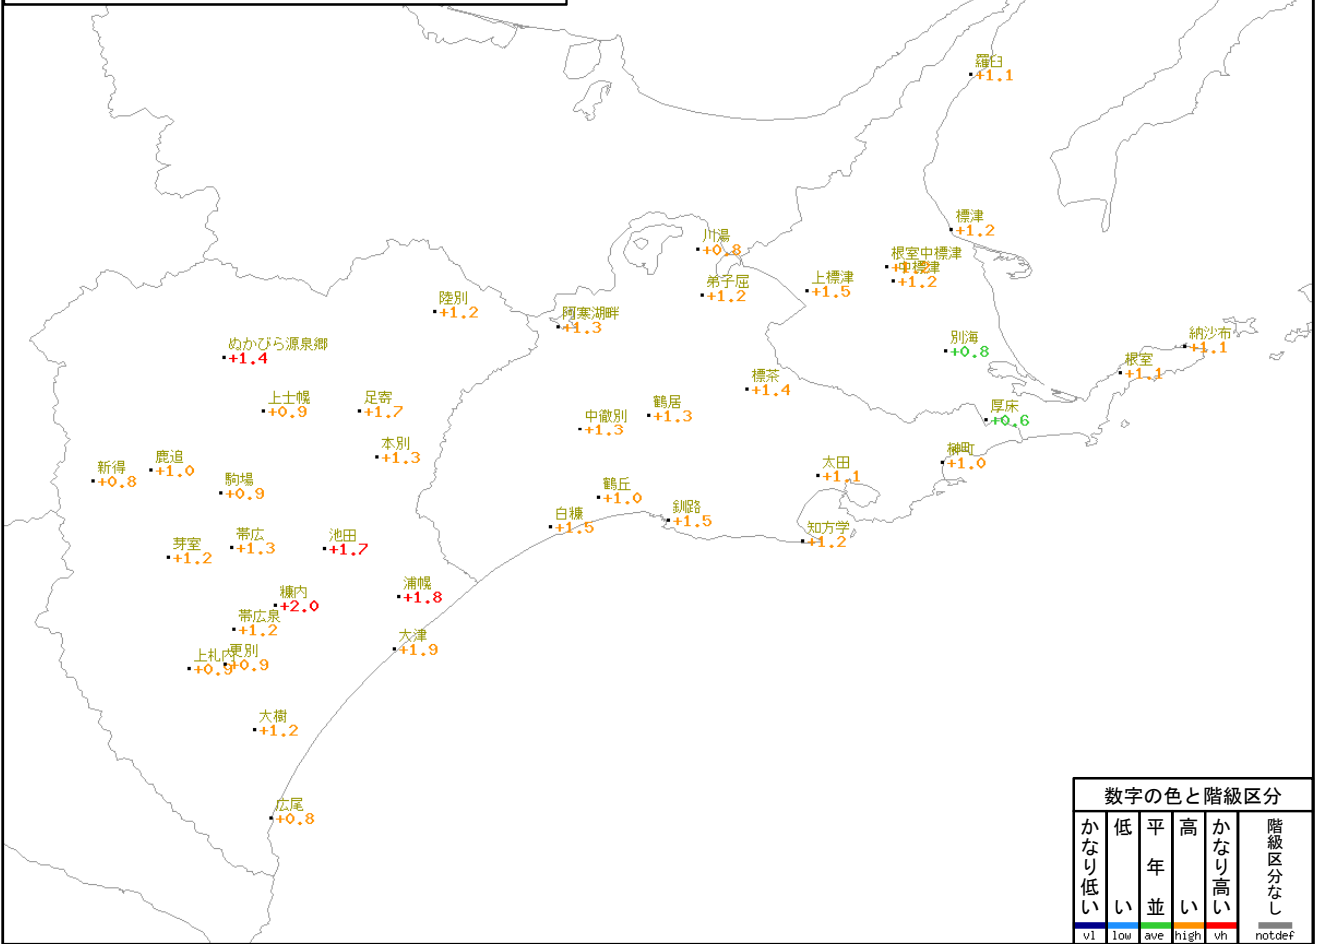 羅臼
+1.1
標津
+1.2
川湯
+0.8
根室中標津
中標津
+1.2
弟子屈
+1.2
上標津
+1.5
陸別
+1.2
阿寒湖畔
+1.3
ぬかびら源泉郷
+1.4
別海
+0.8
納沙布
+1.1
根室
+1.1
標茶
+1.4
上士幌
+0.9
足寄
+1.7
鶴居
+1.3
中徹別
+1.3
厚床
+0.6
本別
+1.3
榊町
+1.0
新得
+0.8
鹿追
+1.0
駒場
+0.9
太田
+1.1
鶴丘
+1.0
白糠
+1.5
釧路
+1.5
知方学
+1.2
芽室
+1.2
帯広
+1.3
池田
+1.7
糠内
+2.0
浦幌
+1.8
帯広泉
+1.2
大津
+1.9
上札内
+0.9
更別
+0.9
大樹
+1.2
広尾
+0.8
数字の色と階級区分
かなり低い
低い
平年並
高い
かなり高い
階級区分なし
vl
low
ave
high
vh
notdef